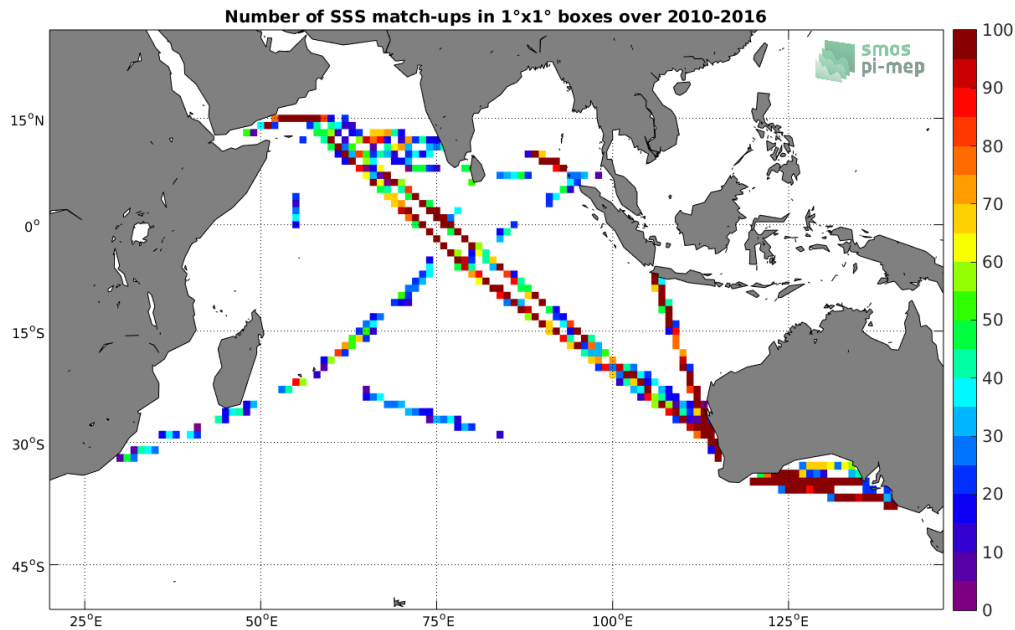 Number of SSS match-ups in 1°x1° boxes over 2010-2016
smos
pi-mep
100
90
80
70
60
50
40
30
20
10
0
15°N
0°
15°S
30°S
45°S
25°E
50°E
75°E
100°E
125°E